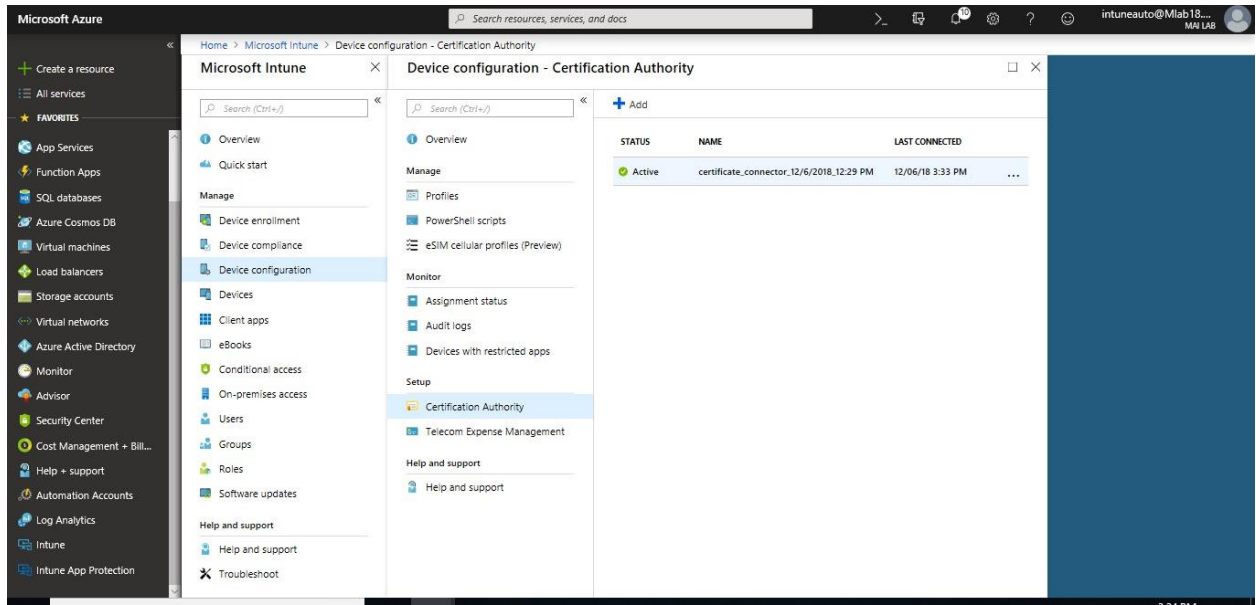 Microsoft Azure
Search resources, services, and docs
10
intuneauto@Mlab18....
MAI LAB
Create a resource
All services
FAVORITES
App Services
Function Apps
SQL databases
Azure Cosmos DB
Virtual machines
Load balancers
Storage accounts
Virtual networks
Azure Active Directory
Monitor
Advisor
Security Center
Cost Management + Bill...
Help + support
Automation Accounts
Log Analytics
Intune
Intune App Protection
Home > Microsoft Intune > Device configuration - Certification Authority
Microsoft Intune
Search (Ctrl+/)
Overview
Quick start
Manage
Device enrollment
Device compliance
Device configuration
Devices
Client apps
eBooks
Conditional access
On-premises access
Users
Groups
Roles
Software updates
Help and support
Help and support
Troubleshoot
Device configuration - Certification Authority
Search (Ctrl+/)
Overview
Manage
Profiles
PowerShell scripts
eSIM cellular profiles (Preview)
Monitor
Assignment status
Audit logs
Devices with restricted apps
Setup
Certification Authority
Telecom Expense Management
Help and support
Help and support
Add
STATUS NAME LAST CONNECTED
Active certificate_connector_12/6/2018_12:29 PM 12/06/18 3:33 PM ...